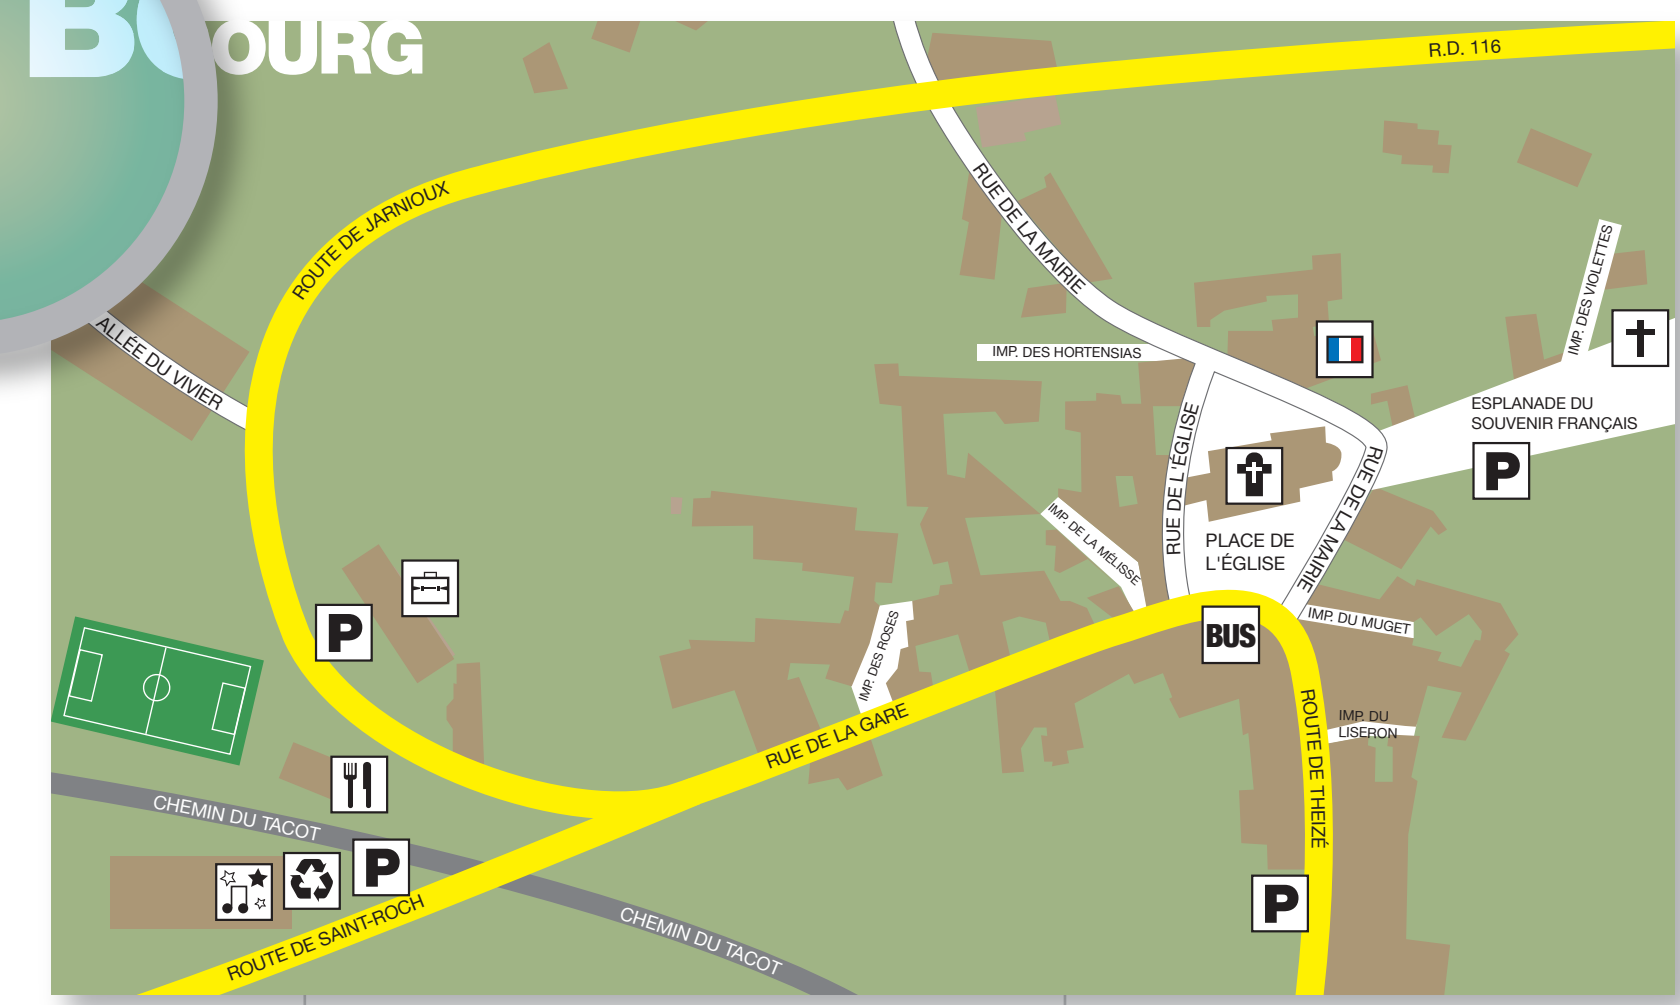 BOURG
R.D. 116
ROUTE DE JARNIOUX
RUE DE LA MAIRIE
ALLÉE DU VIVIER
IMP. DES HORTENSIAS
IMP. DES VIOLETTES
ESPLANADE DU
SOUVENIR FRANÇAIS
P
RUE DE L'ÉGLISE
RUE DE LA MAIRIE
PLACE DE
L'ÉGLISE
IMP. DE LA MÉLISSE
IMP. DES ROSES
P
BUS
IMP. DU MUGET
IMP. DU
LISERON
ROUTE DE THEIZÉ
RUE DE LA GARE
CHEMIN DU TACOT
P
ROUTE DE SAINT-ROCH
CHEMIN DU TACOT
P